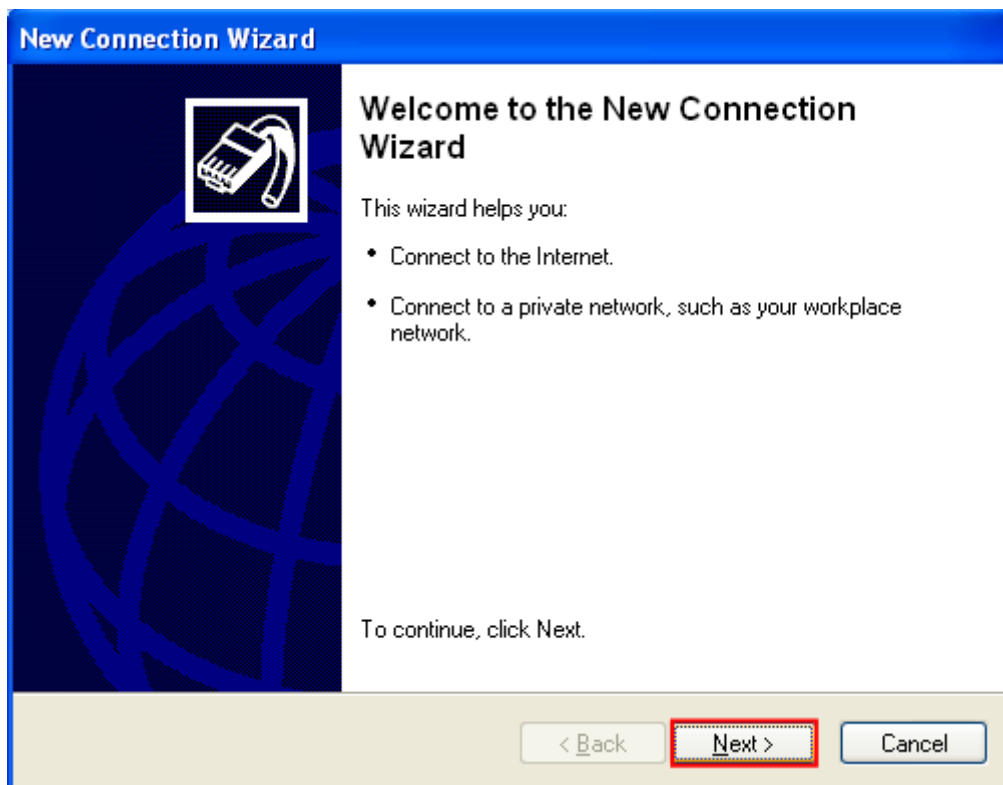 New Connection Wizard
Welcome to the New Connection
Wizard
This wizard helps you:
• Connect to the Internet.
• Connect to a private network, such as your workplace
network.
To continue, click Next.
< Back
Next >
Cancel